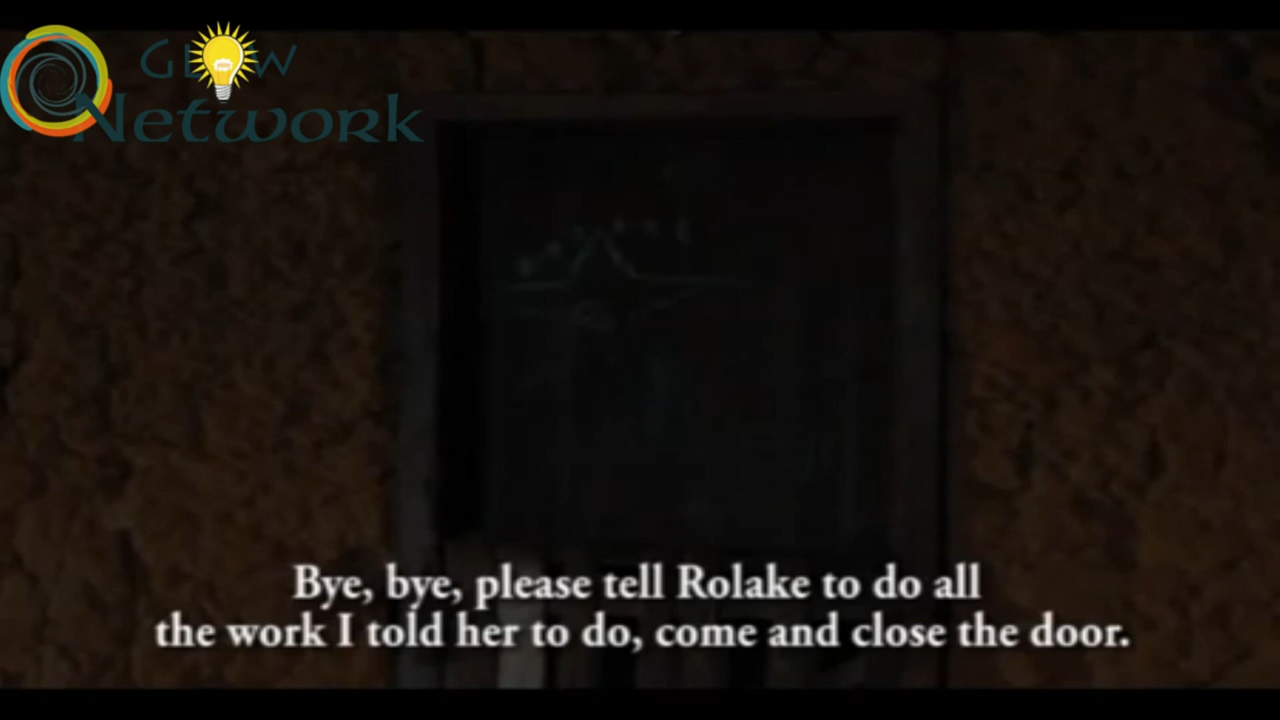 GLOW
Network
Bye, bye, please tell Rolake to do all
the work I told her to do, come and close the door.